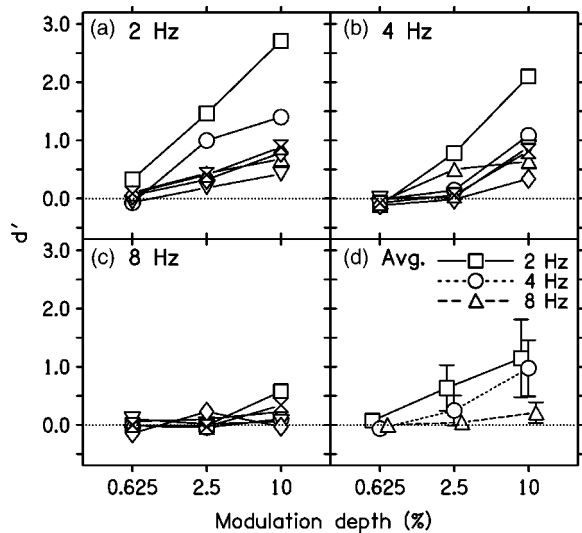 (a) 2 Hz
(b) 4 Hz
3.0
2.0
1.0
0.0
d'
(c) 8 Hz
(d) Avg.
2 Hz
4 Hz
8 Hz
3.0
2.0
1.0
0.0
0.625 2.5 10
0.625 2.5 10
Modulation depth (%)